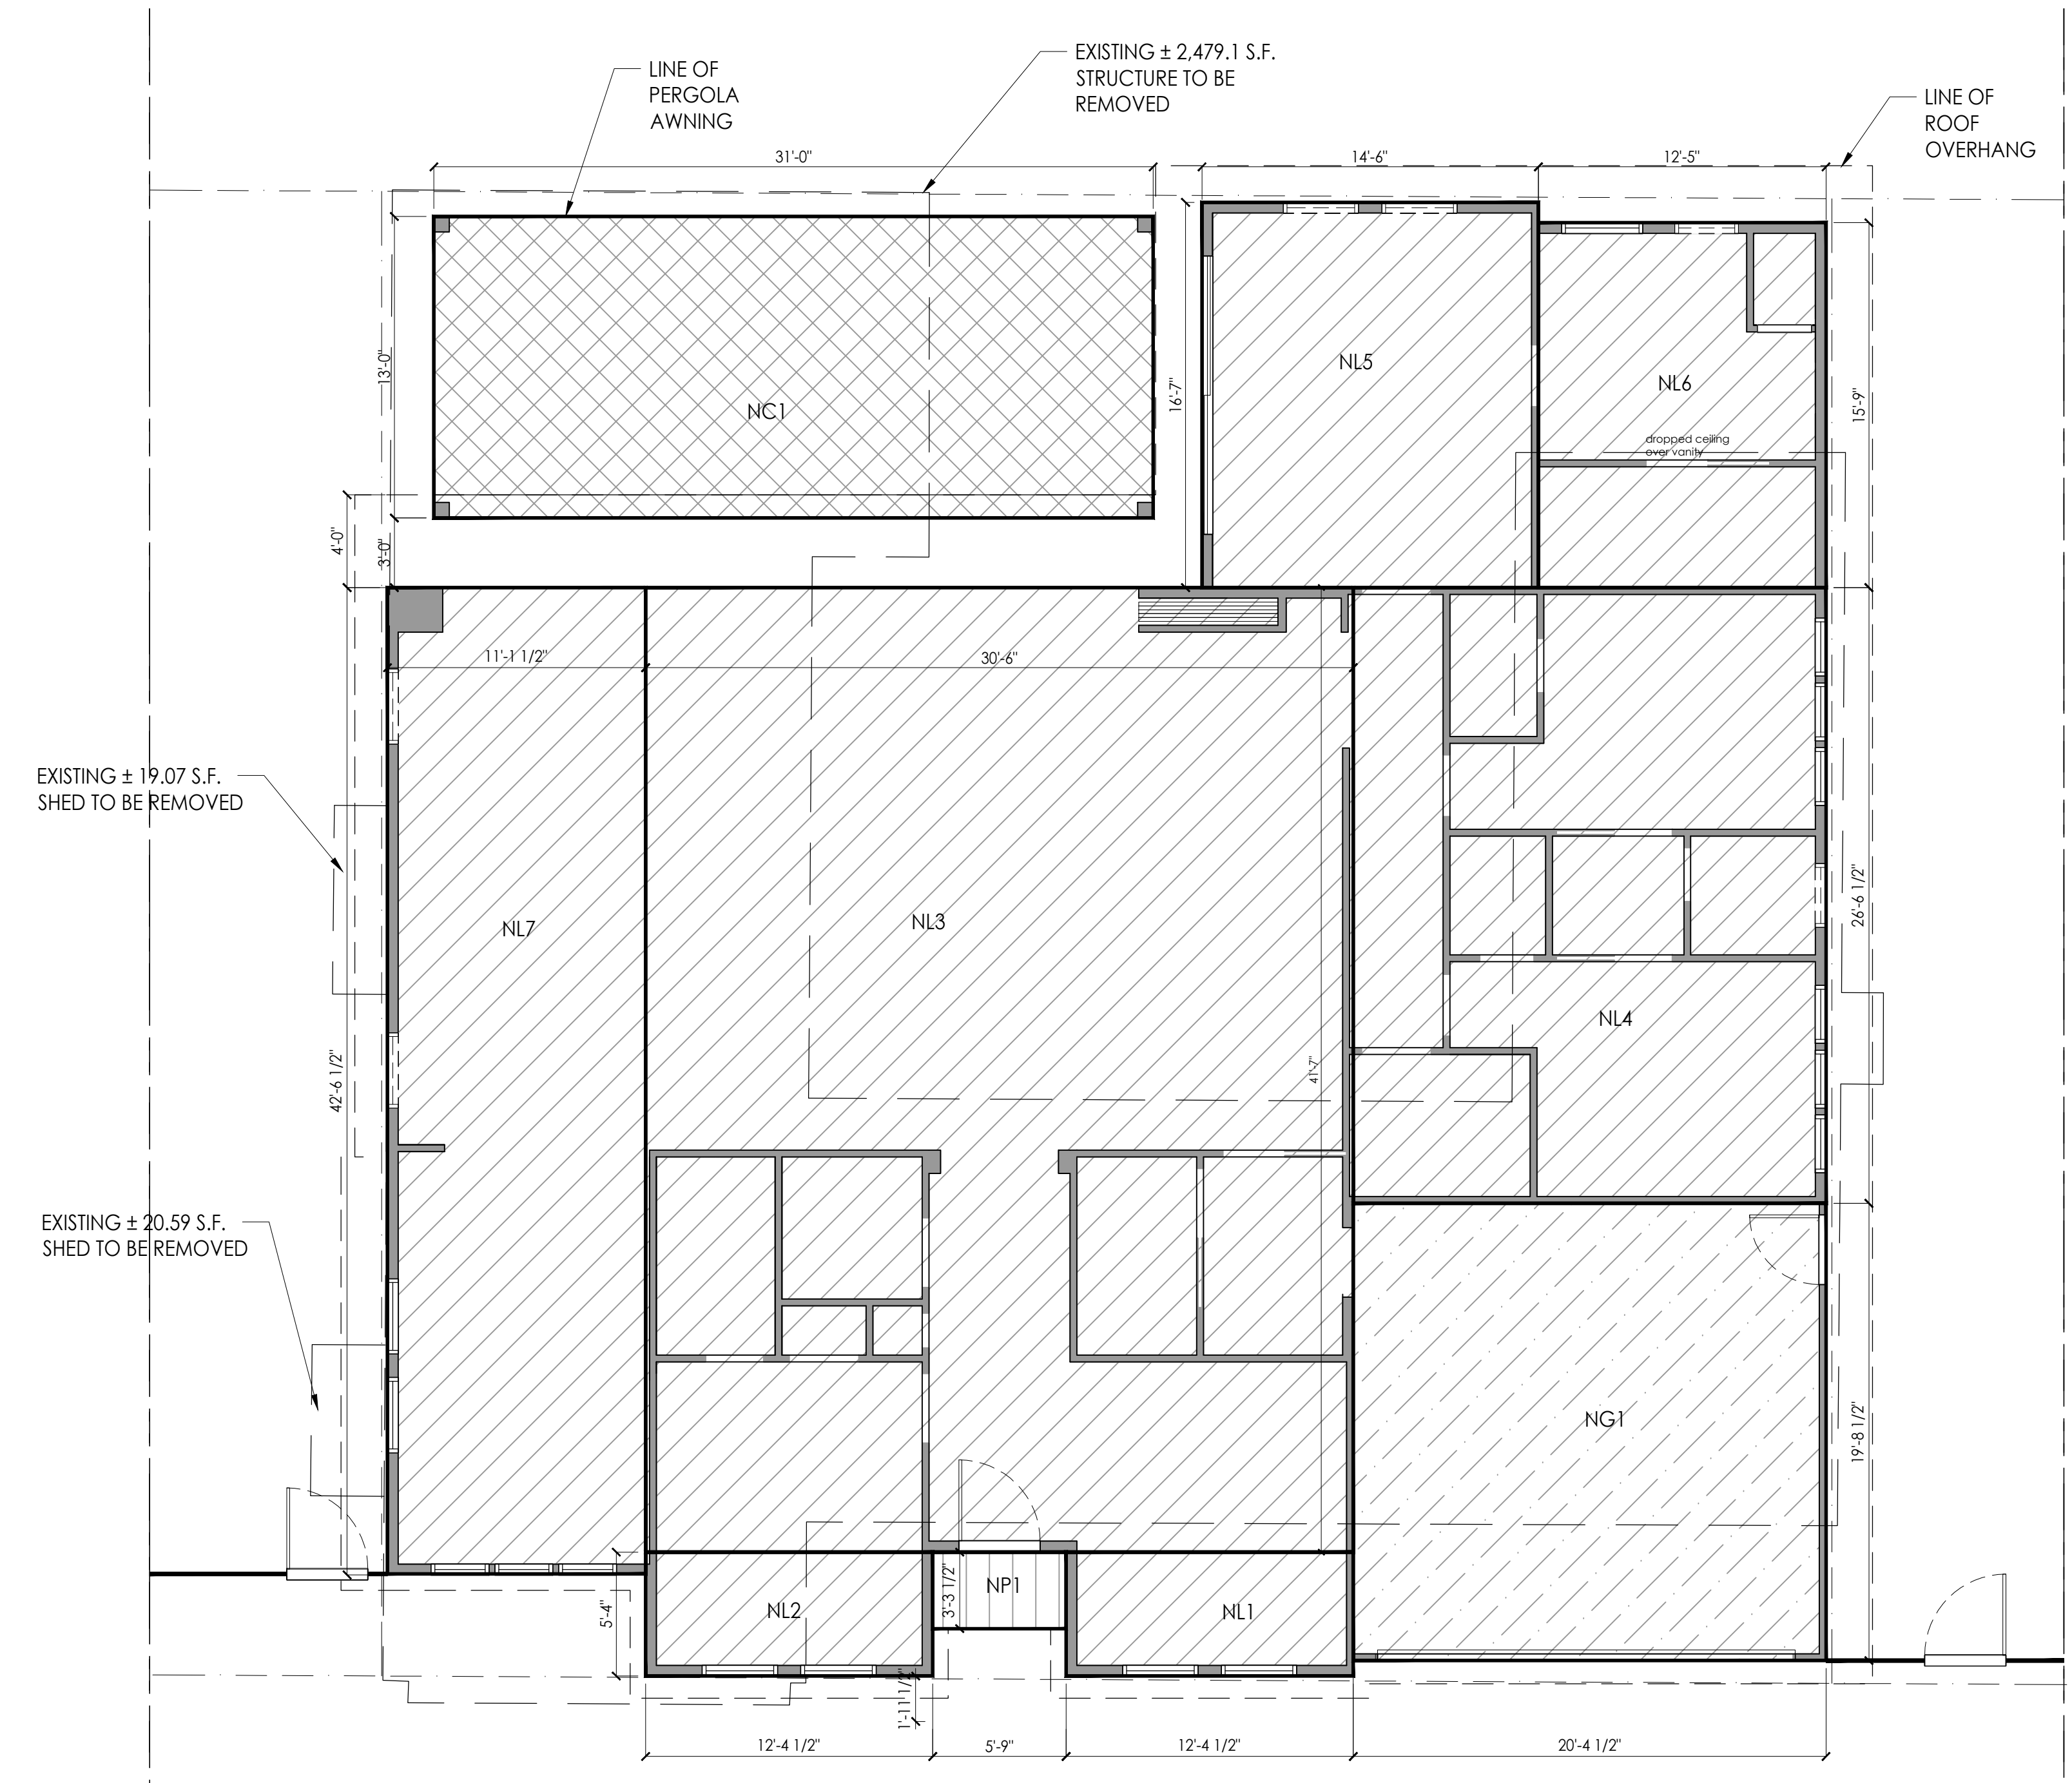 LINE OF
PERGOLA
AWNING
EXISTING ± 2,479.1 S.F.
STRUCTURE TO BE
REMOVED
LINE OF
ROOF
OVERHANG
31'-0"
14'-6"
12'-5"
13'-0"
16'-7"
15'-9"
NC1
NL5
NL6
dropped ceiling
over vanity
4'-0"
3'-0"
11'-1 1/2"
30'-6"
EXISTING ± 19.07 S.F.
SHED TO BE REMOVED
NL7
NL3
26'-6 1/2"
NL4
42'-6 1/2"
41'-7"
EXISTING ± 20.59 S.F.
SHED TO BE REMOVED
NG1
19'-8 1/2"
NP1
3'-3 1/2"
5'-4"
NL2
NL1
1'-11 1/2"
12'-4 1/2"
5'-9"
12'-4 1/2"
20'-4 1/2"